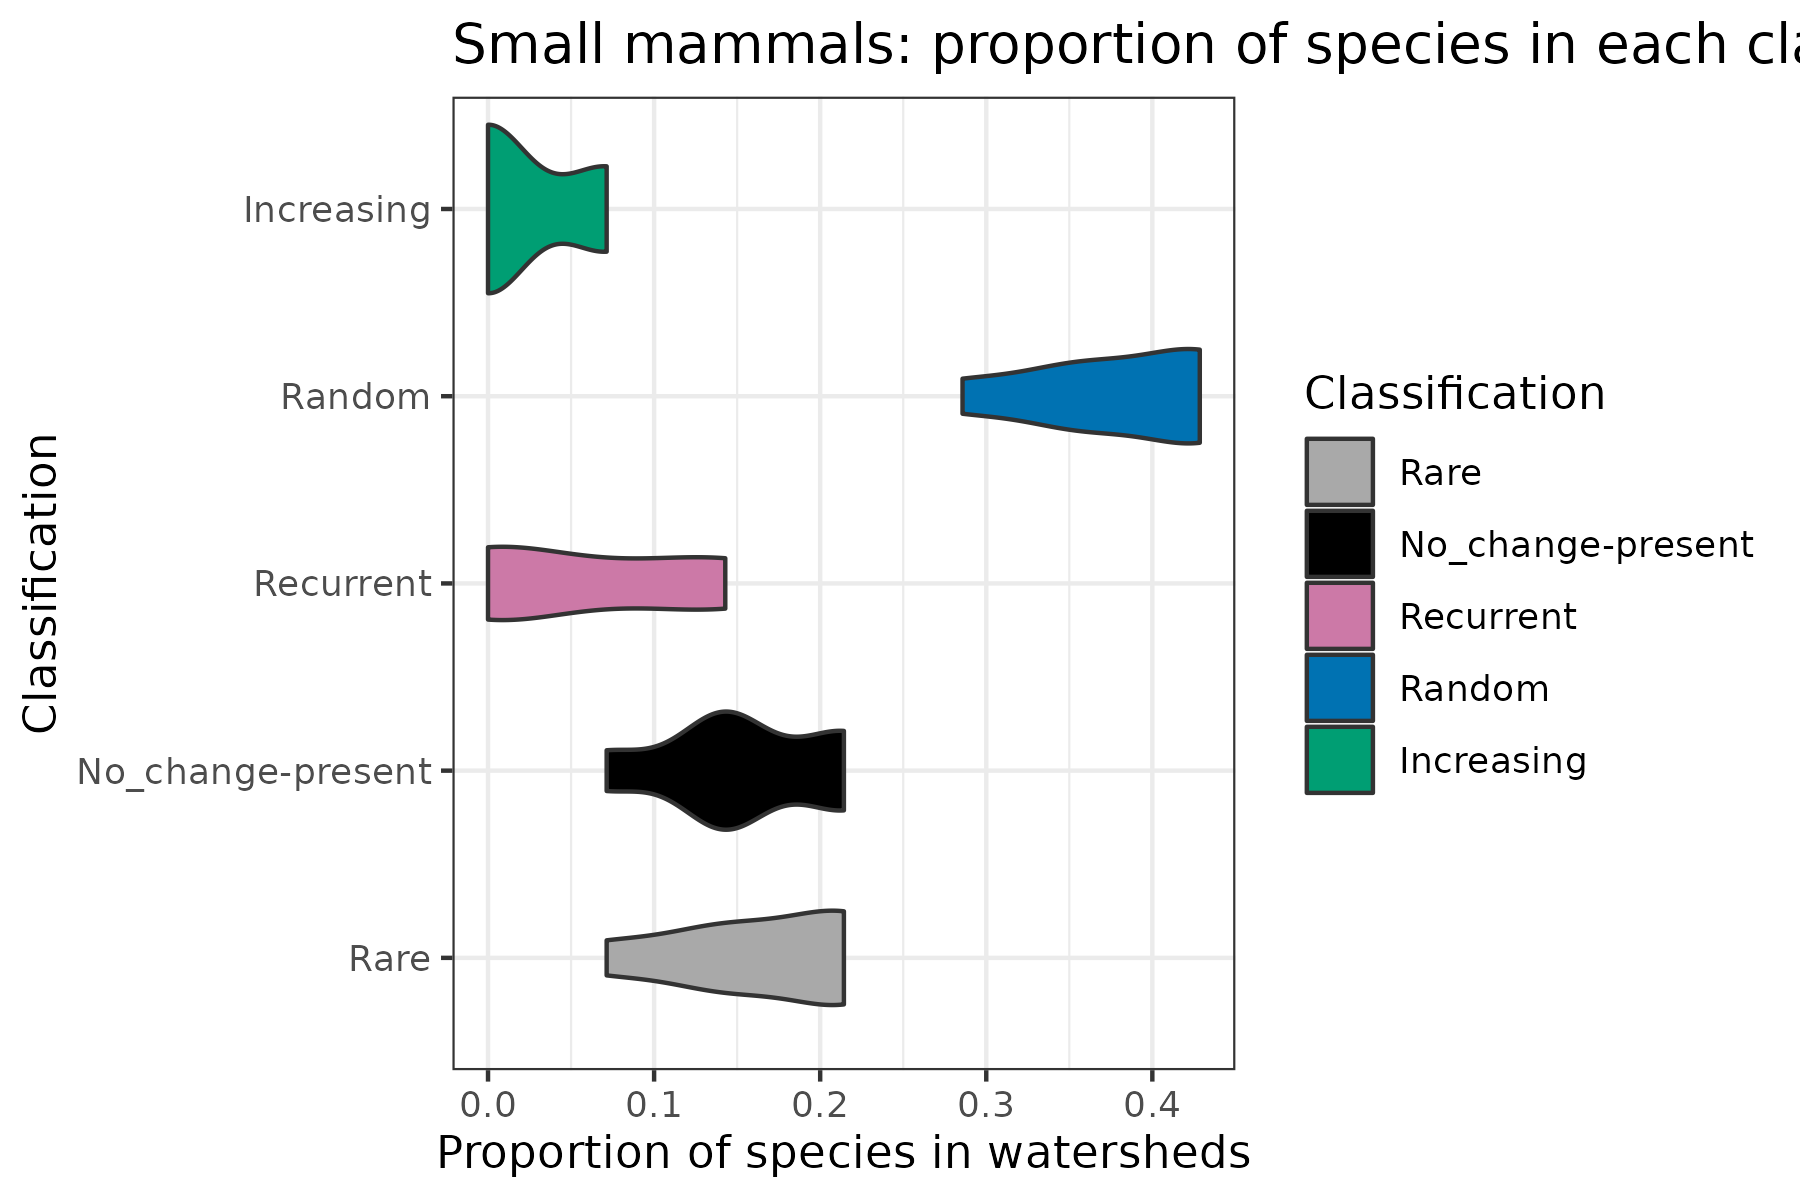 Small mammals: proportion of species in each cla
Increasing
Random
Recurrent
No_change-present
Rare
Classification
0.0 0.1 0.2 0.3 0.4
Proportion of species in watersheds
Classification
Rare
No_change-present
Recurrent
Random
Increasing